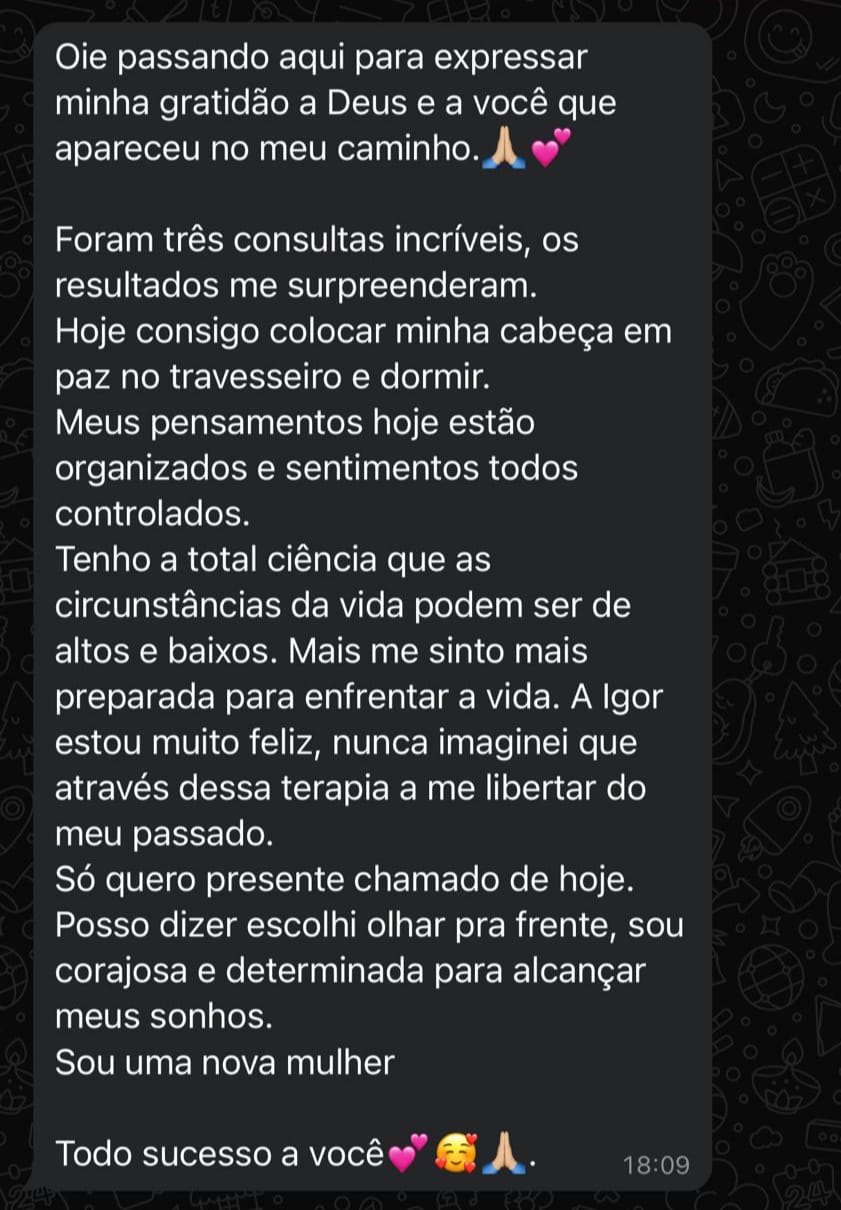 Oie passando aqui para expressar
minha gratidão a Deus e a você que
apareceu no meu caminho.🙏🏼💕
Foram três consultas incríveis, os
resultados me surpreenderam.
Hoje consigo colocar minha cabeça em
paz no travesseiro e dormir.
Meus pensamentos hoje estão
organizados e sentimentos todos
controlados.
Tenho a total ciência que as
circunstâncias da vida podem ser de
altos e baixos. Mais me sinto mais
preparada para enfrentar a vida. A Igor
estou muito feliz, nunca imaginei que
através dessa terapia a me libertar do
meu passado.
Só quero presente chamado de hoje.
Posso dizer escolhi olhar pra frente, sou
corajosa e determinada para alcançar
meus sonhos.
Sou uma nova mulher
Todo sucesso a você💕🥰🙏🏼.
18:09